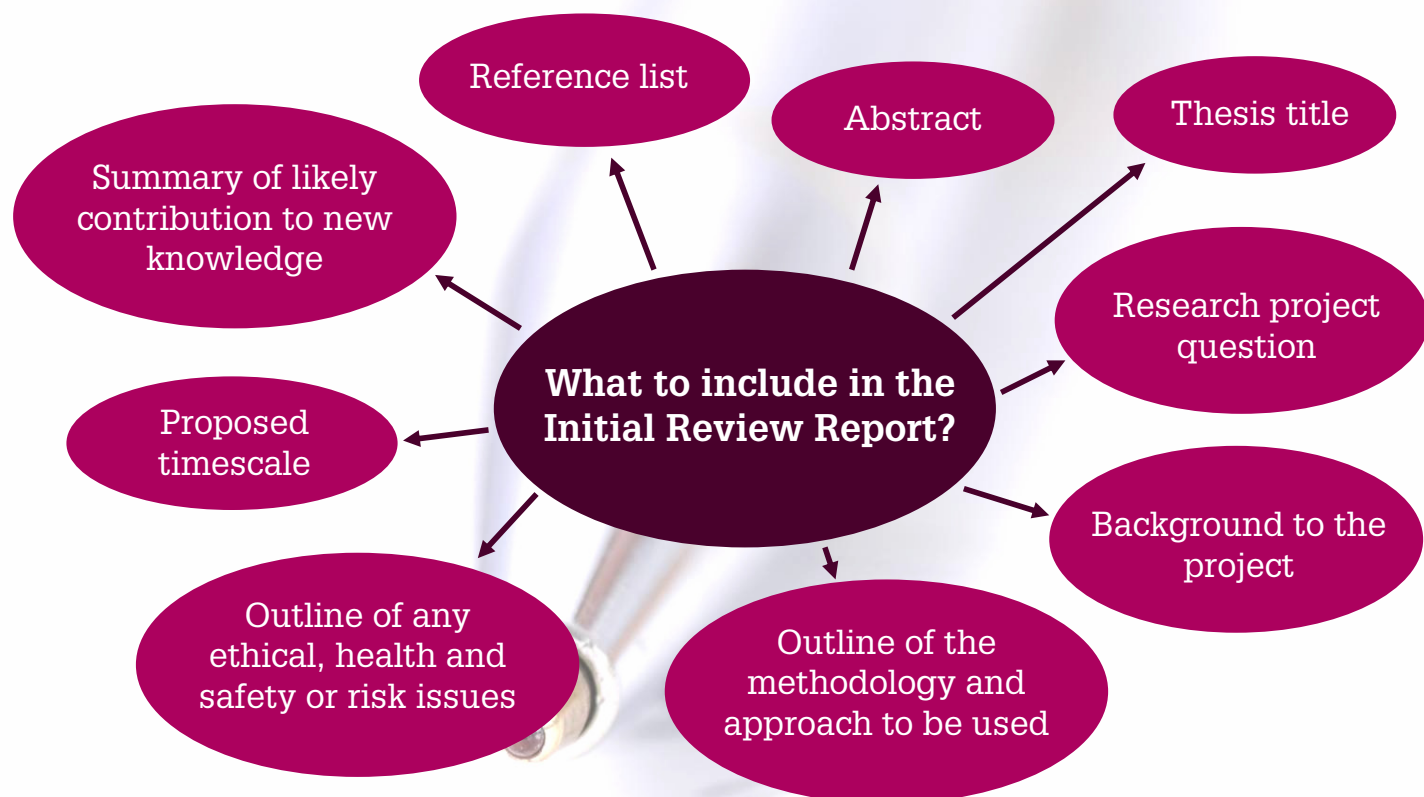 Reference list
Abstract
Thesis title
Summary of likely
contribution to new
knowledge
Research project
question
What to include in the
Initial Review Report?
Proposed
timescale
Background to the
project
Outline of any
ethical, health and
safety or risk issues
Outline of the
methodology and
approach to be used